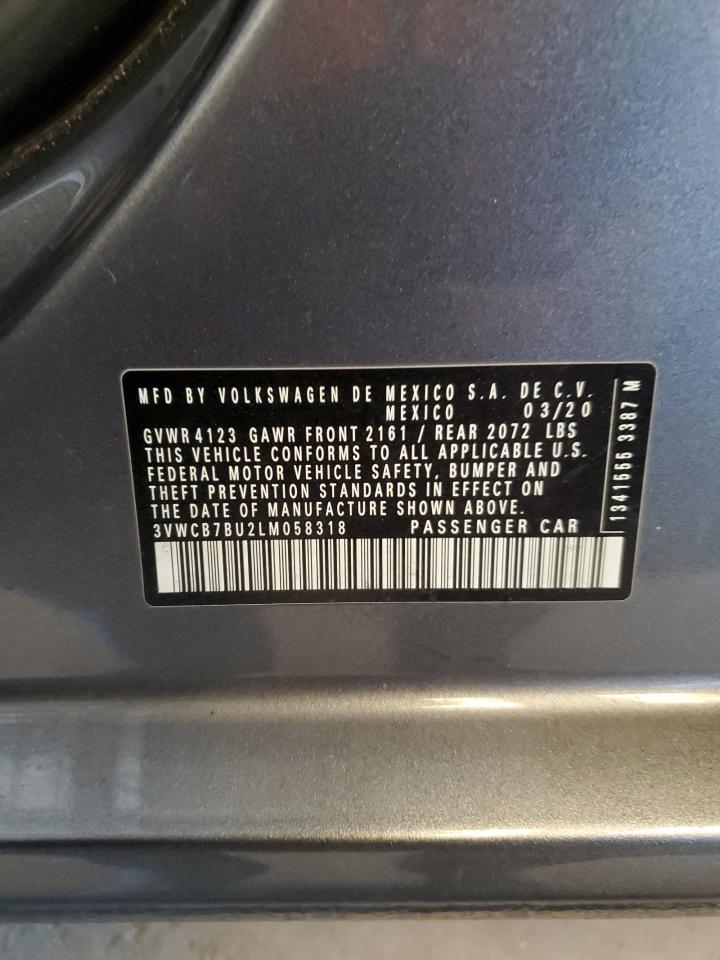 MFD BY VOLKSWAGEN DE MEXICO S.A. DE C.V.
MEXICO 03/20
GVWR 4123 GAWR FRONT 2161 / REAR 2072 LBS
THIS VEHICLE CONFORMS TO ALL APPLICABLE U.S.
FEDERAL MOTOR VEHICLE SAFETY, BUMPER AND
THEFT PREVENTION STANDARDS IN EFFECT ON
THE DATE OF MANUFACTURE SHOWN ABOVE.
3VWCB7BU2LM058318 PASSENGER CAR
1341666 3387 M